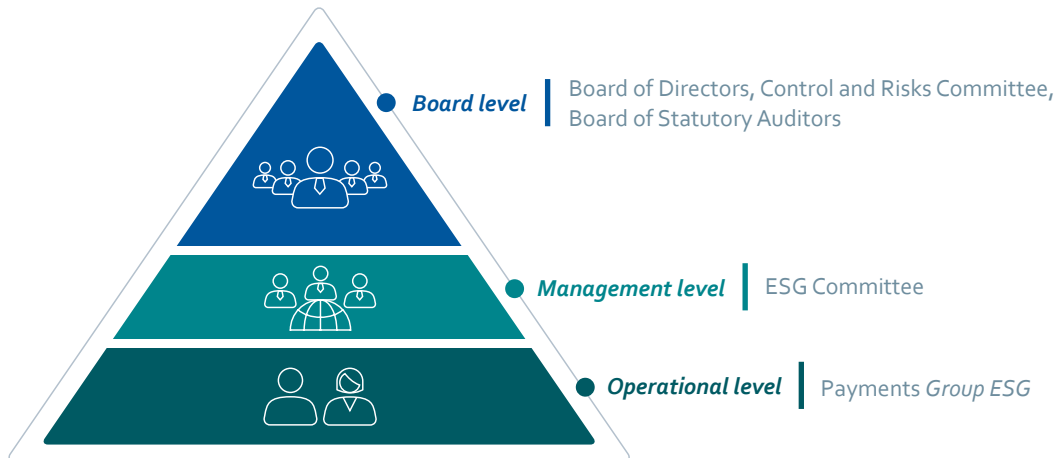 Board level
Board of Directors, Control and Risks Committee,
Board of Statutory Auditors
Management level
ESG Committee
Operational level
Payments Group ESG